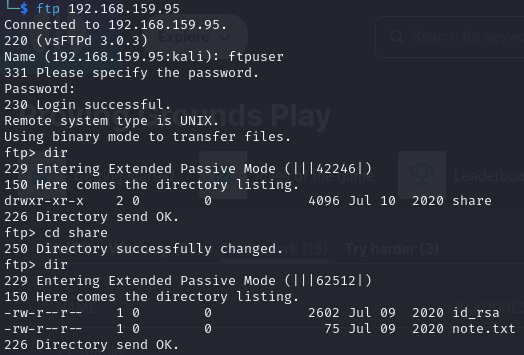 └─$ ftp 192.168.159.95
Connected to 192.168.159.95.
220 (vsFTPd 3.0.3)
Explore
Search for keyw
Name (192.168.159.95:kali): ftpuser
331 Please specify the password.
Password:
230 Login successful.
Remote system type is UNIX.
Grounds Play
Using binary mode to transfer files.
ftp> dir
229 Entering Extended Passive Mode (|||42246|)
Leaderboa
150 Here comes the directory listing.
drwxr-xr-x    2 0        0            4096 Jul 10  2020 share
226 Directory send OK.
ftp> cd share
250 Directory successfully changed.
(15)
Try harder (3)
ftp> dir
229 Entering Extended Passive Mode (|||62512|)
150 Here comes the directory listing.
-rw-r--r--    1 0        0            2602 Jul 09  2020 id_rsa
-rw-r--r--    1 0        0              75 Jul 09  2020 note.txt
226 Directory send OK.